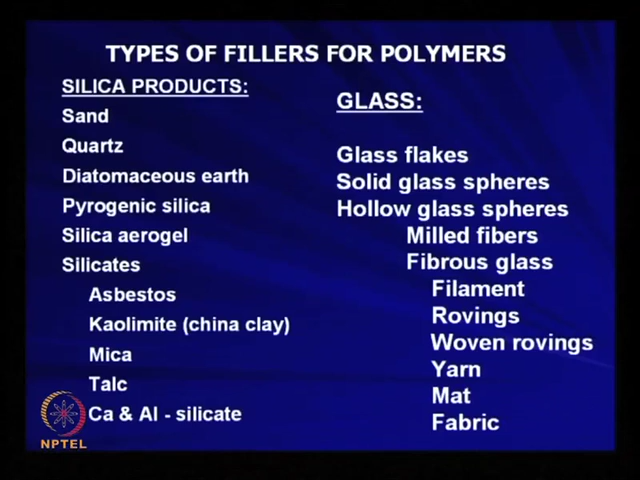 TYPES OF FILLERS FOR POLYMERS
SILICA PRODUCTS:
Sand
Quartz
Diatomaceous earth
Pyrogenic silica
Silica aerogel
Silicates
Asbestos
Kaolimite (china clay)
Mica
Talc
Ca & Al - silicate
GLASS:
Glass flakes
Solid glass spheres
Hollow glass spheres
Milled fibers
Fibrous glass
Filament
Rovings
Woven rovings
Yarn
Mat
Fabric
NPTEL